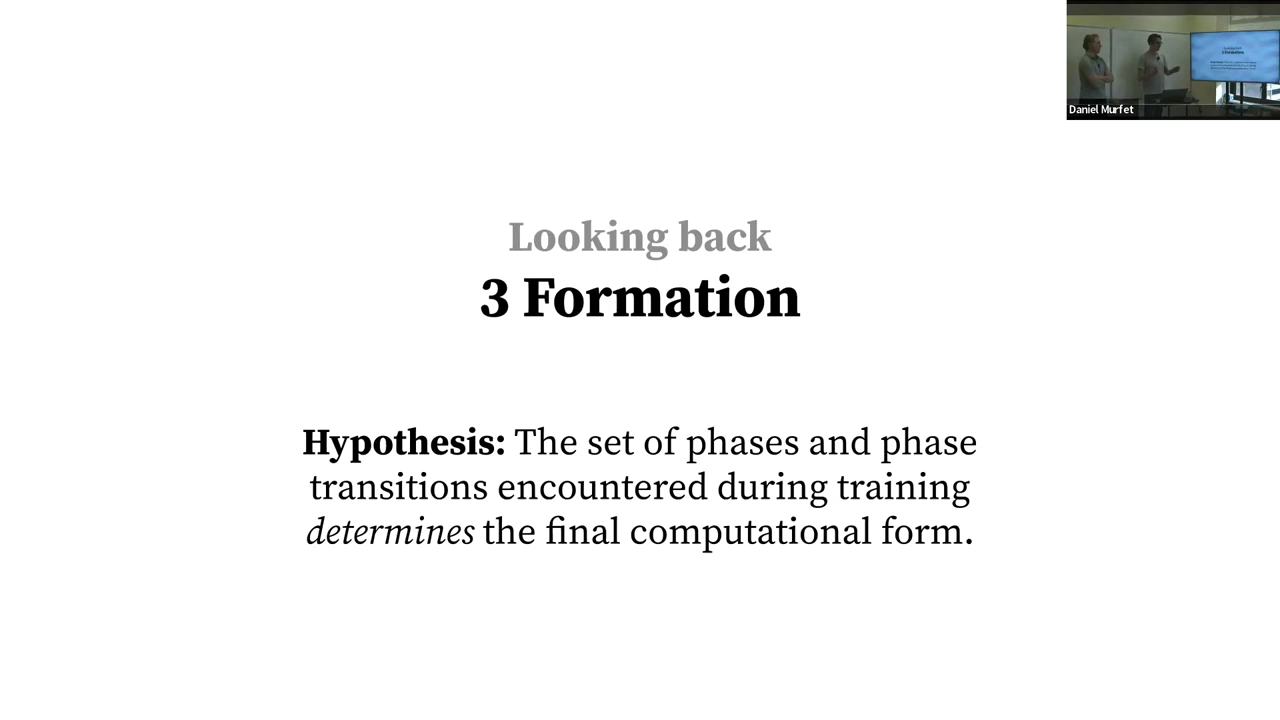 Daniel Murfet
Looking back
3 Formation
Hypothesis: The set of phases and phase
transitions encountered during training
determines the final computational form.